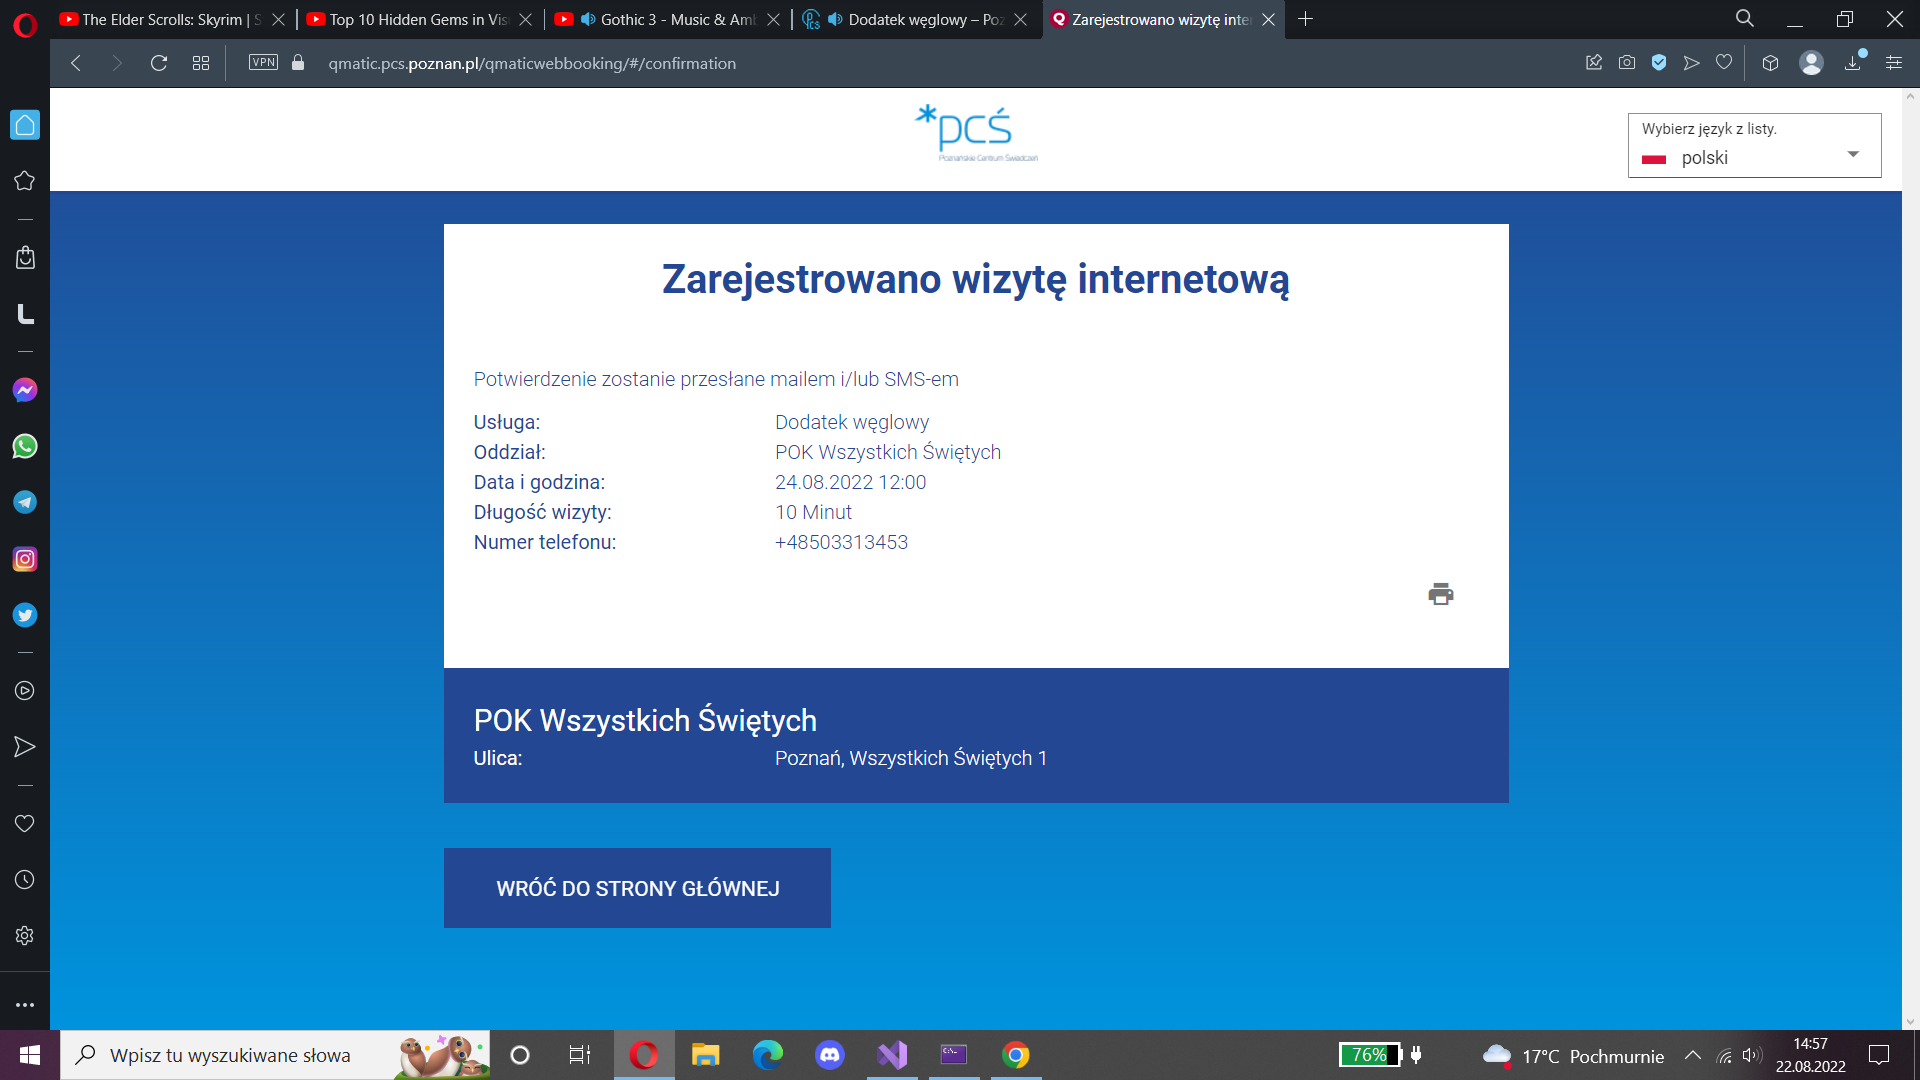 The Elder Scrolls: Skyrim | S
Top 10 Hidden Gems in Vis
Gothic 3 - Music & Amb
Dodatek węglowy – Poz
Zarejestrowano wizytę inte
VPN
qmatic.pcs.poznan.pl/qmaticwebbooking/#/confirmation
*pcś
Poznańskie Centrum Świadczeń
Wybierz język z listy.
polski
Zarejestrowano wizytę internetową
Potwierdzenie zostanie przesłane mailem i/lub SMS-em
Usługa: Dodatek węglowy
Oddział: POK Wszystkich Świętych
Data i godzina: 24.08.2022 12:00
Długość wizyty: 10 Minut
Numer telefonu: +48503313453
POK Wszystkich Świętych
Ulica: Poznań, Wszystkich Świętych 1
WRÓĆ DO STRONY GŁÓWNEJ
Wpisz tu wyszukiwane słowa
76%
17°C Pochmurnie
14:57
22.08.2022